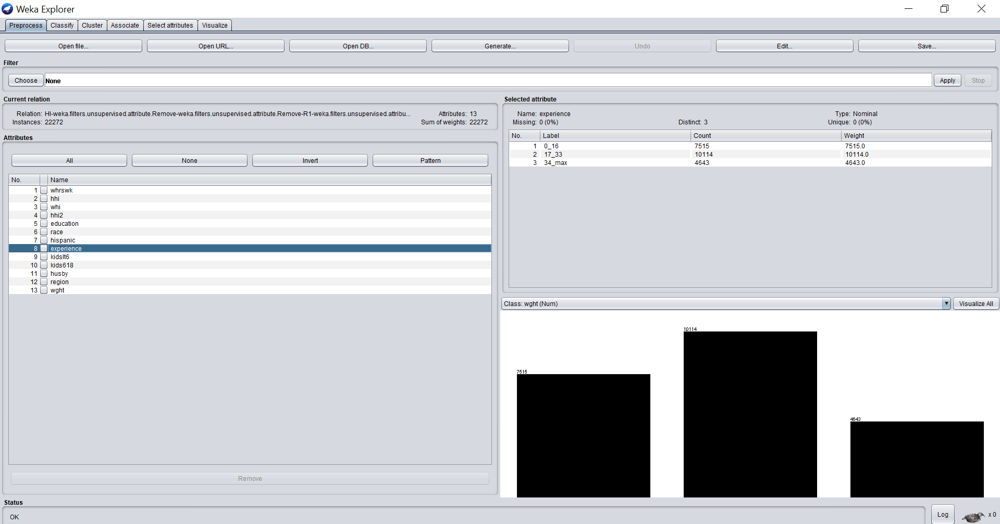 Weka Explorer
Preprocess Classify Cluster Associate Select attributes Visualize
Open file... Open URL... Open DB... Generate... Undo Edit... Save...
Filter
Choose None Apply Stop
Current relation
Relation: HI-weka.filters.unsupervised.attribute.Remove-weka.filters.unsupervised.attribute.Remove-R1-weka.filters.unsupervised.attribu... Attributes: 13
Instances: 22272 Sum of weights: 22272
Attributes
All None Invert Pattern
No. Name
1 whrswk
2 hhi
3 whi
4 hhi2
5 education
6 race
7 hispanic
8 experience
9 kidslt6
10 kids618
11 husby
12 region
13 wght
Remove
Selected attribute
Name: experience Type: Nominal
Missing: 0 (0%) Distinct: 3 Unique: 0 (0%)
No. Label Count Weight
1 0_16 7515 7515.0
2 17_33 10114 10114.0
3 34_max 4643 4643.0
Class: wght (Num) Visualize All
10114
7515
4643
Status
OK Log x 0